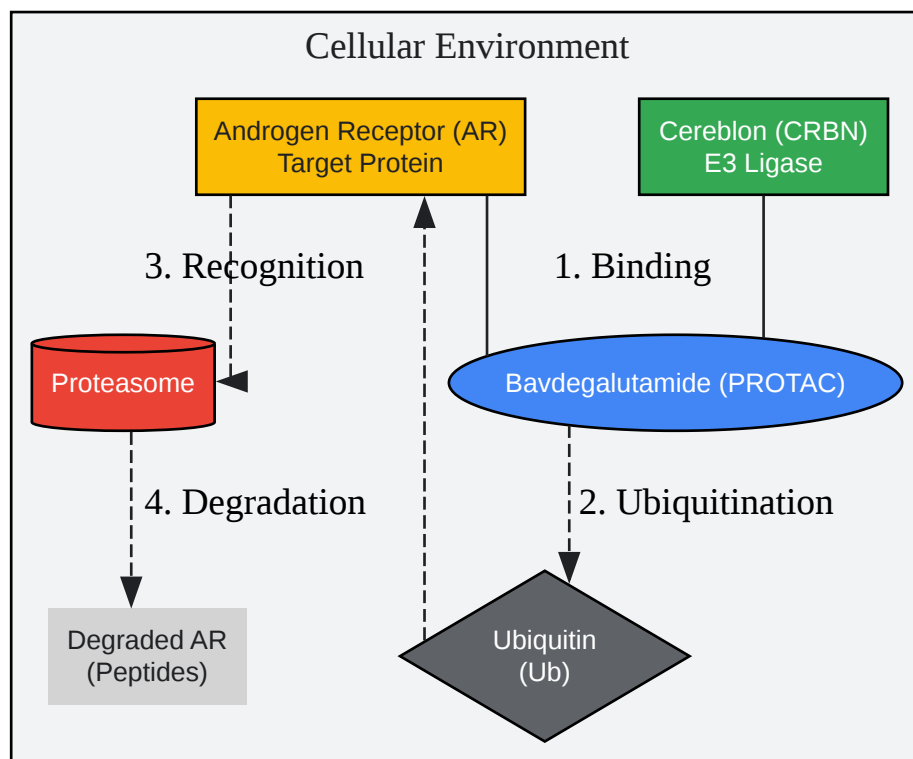 Cellular Environment
Androgen Receptor (AR)
Target Protein
Cereblon (CRBN)
E3 Ligase
3. Recognition
1. Binding
Proteasome
Bavdegalutamide (PROTAC)
4. Degradation
2. Ubiquitination
Degraded AR
(Peptides)
Ubiquitin
(Ub)